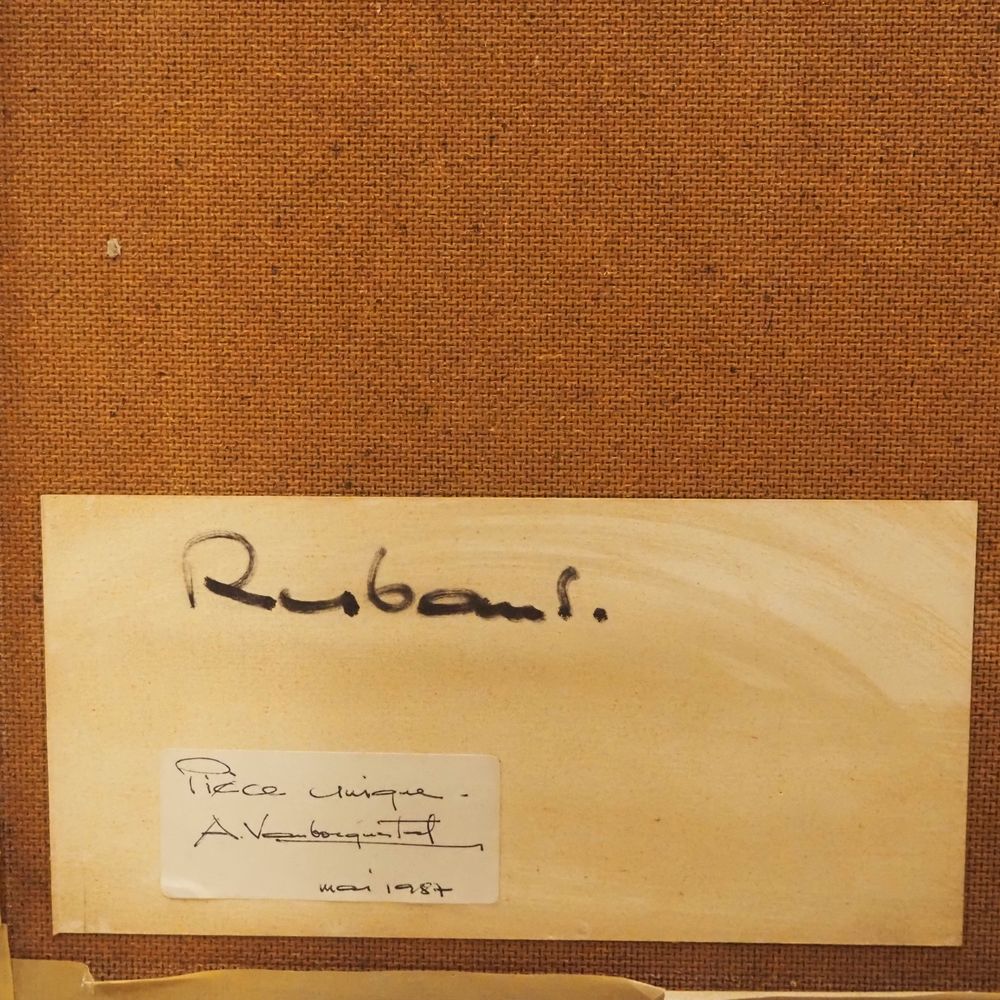 Rubans.
Pièce unique.
A.
mai 1987